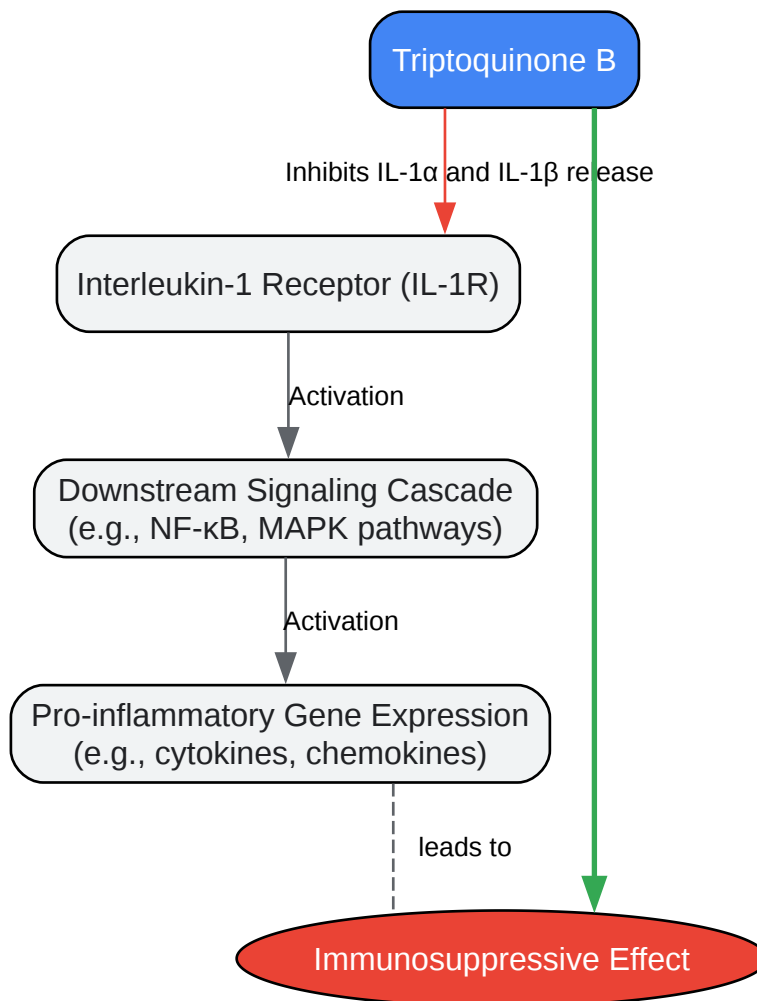 Triptoquinone B
Inhibits IL-1α and IL-1β release
Interleukin-1 Receptor (IL-1R)
Activation
Downstream Signaling Cascade
(e.g., NF-κB, MAPK pathways)
Activation
Pro-inflammatory Gene Expression
(e.g., cytokines, chemokines)
leads to
Immunosuppressive Effect